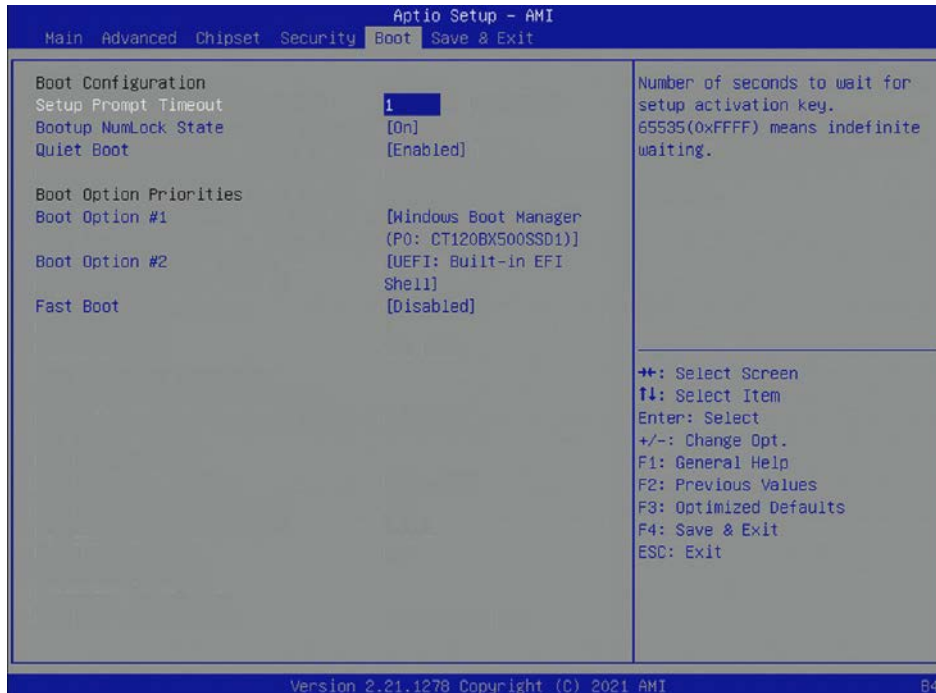 Aptio Setup - AMI
Main Advanced Chipset Security Boot Save & Exit
Boot Configuration
Setup Prompt Timeout 1
Bootup NumLock State [On]
Quiet Boot [Enabled]
Boot Option Priorities
Boot Option #1 [Windows Boot Manager
(P0: CT120BX500SSD1)]
Boot Option #2 [UEFI: Built-in EFI
Shell]
Fast Boot [Disabled]
Number of seconds to wait for
setup activation key.
65535(0xFFFF) means indefinite
waiting.
→←: Select Screen
↑↓: Select Item
Enter: Select
+/-: Change Opt.
F1: General Help
F2: Previous Values
F3: Optimized Defaults
F4: Save & Exit
ESC: Exit
Version 2.21.1278 Copyright (C) 2021 AMI